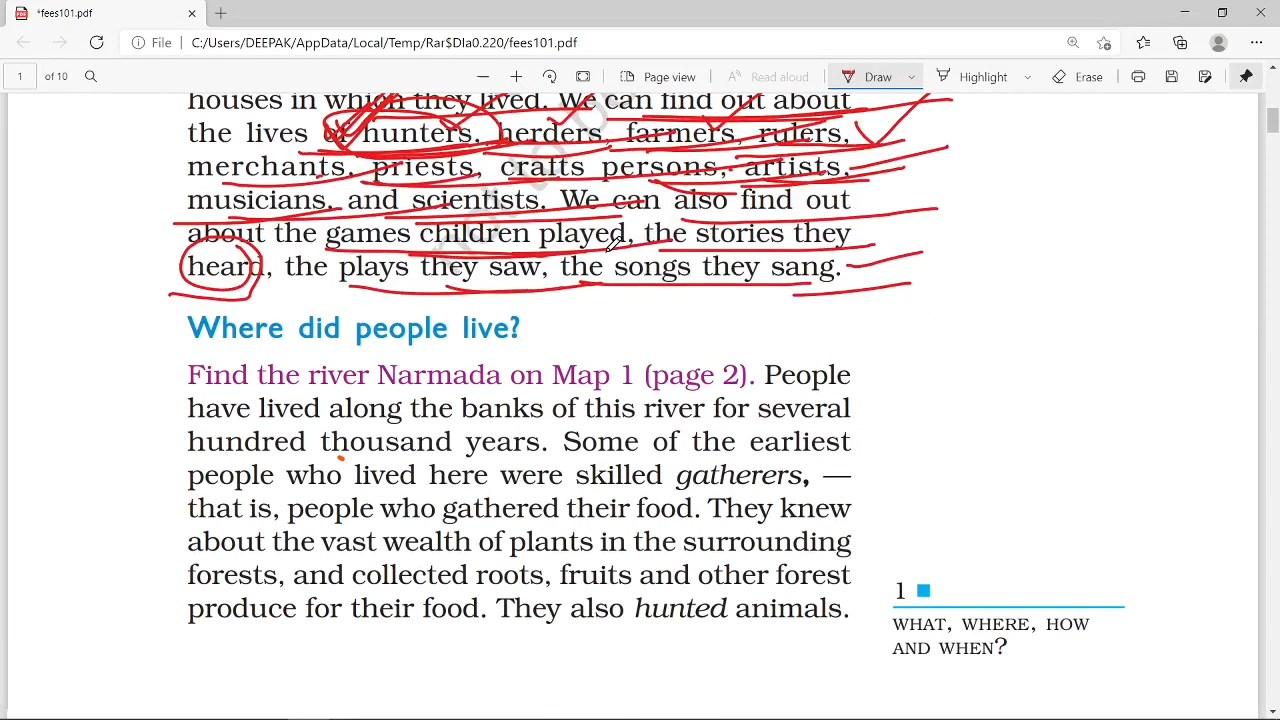 *fees101.pdf
File
C:/Users/DEEPAK/AppData/Local/Temp/Rar$DIa0.220/fees101.pdf
1 of 10
Page view
Read aloud
Draw
Highlight
Erase
houses in which they lived. We can find out about
the lives of hunters, herders, farmers, rulers,
merchants, priests, crafts persons, artists,
musicians, and scientists. We can also find out
about the games children played, the stories they
heard, the plays they saw, the songs they sang.
Where did people live?
Find the river Narmada on Map 1 (page 2). People
have lived along the banks of this river for several
hundred thousand years. Some of the earliest
people who lived here were skilled gatherers, —
that is, people who gathered their food. They knew
about the vast wealth of plants in the surrounding
forests, and collected roots, fruits and other forest
produce for their food. They also hunted animals.
1
WHAT, WHERE, HOW
AND WHEN?